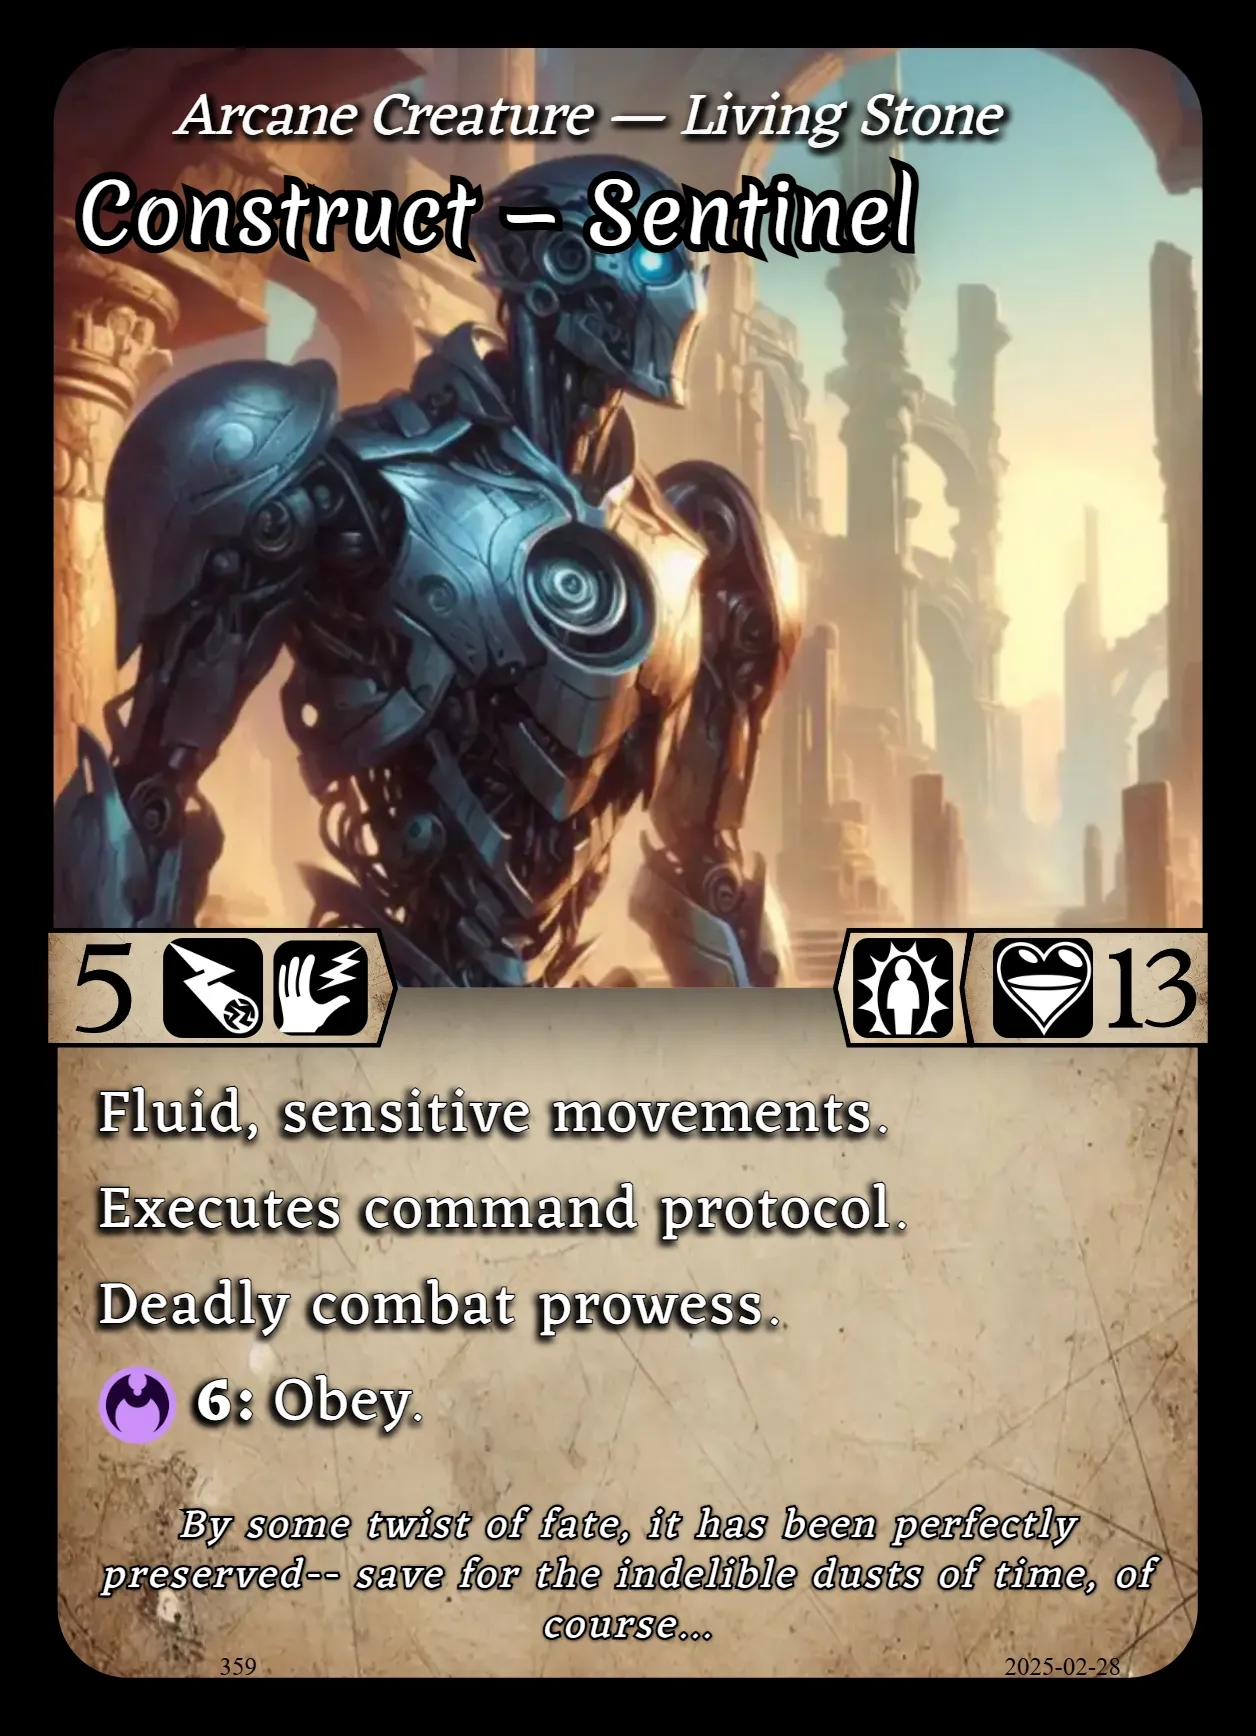 Arcane Creature — Living Stone
Construct – Sentinel
5
13
Fluid, sensitive movements.
Executes command protocol.
Deadly combat prowess.
6: Obey.
By some twist of fate, it has been perfectly
preserved-- save for the indelible dusts of time, of
course...
359
2025-02-28